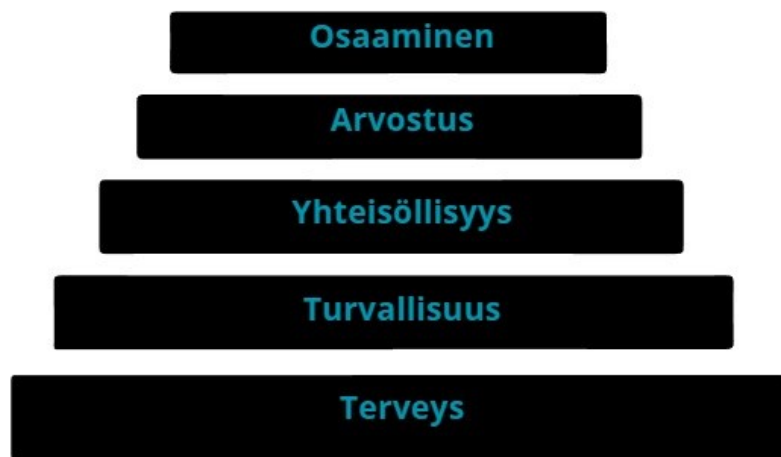 Osaaminen
Arvostus
Yhteisöllisyys
Turvallisuus
Terveys